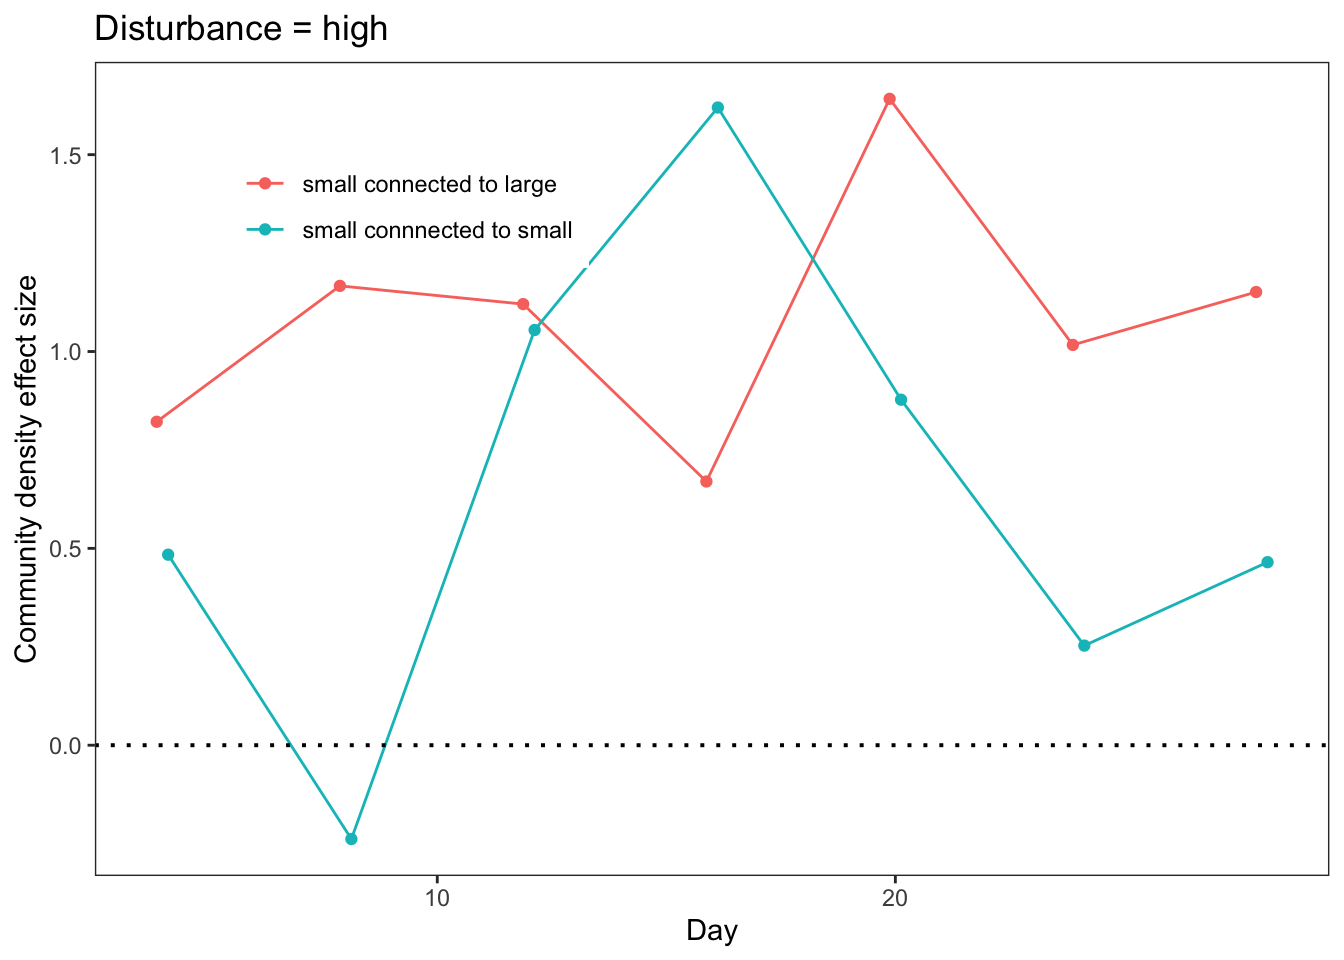 Disturbance = high
1.5
small connected to large
small connnected to small
1.0
Community density effect size
0.5
0.0
10
20
Day